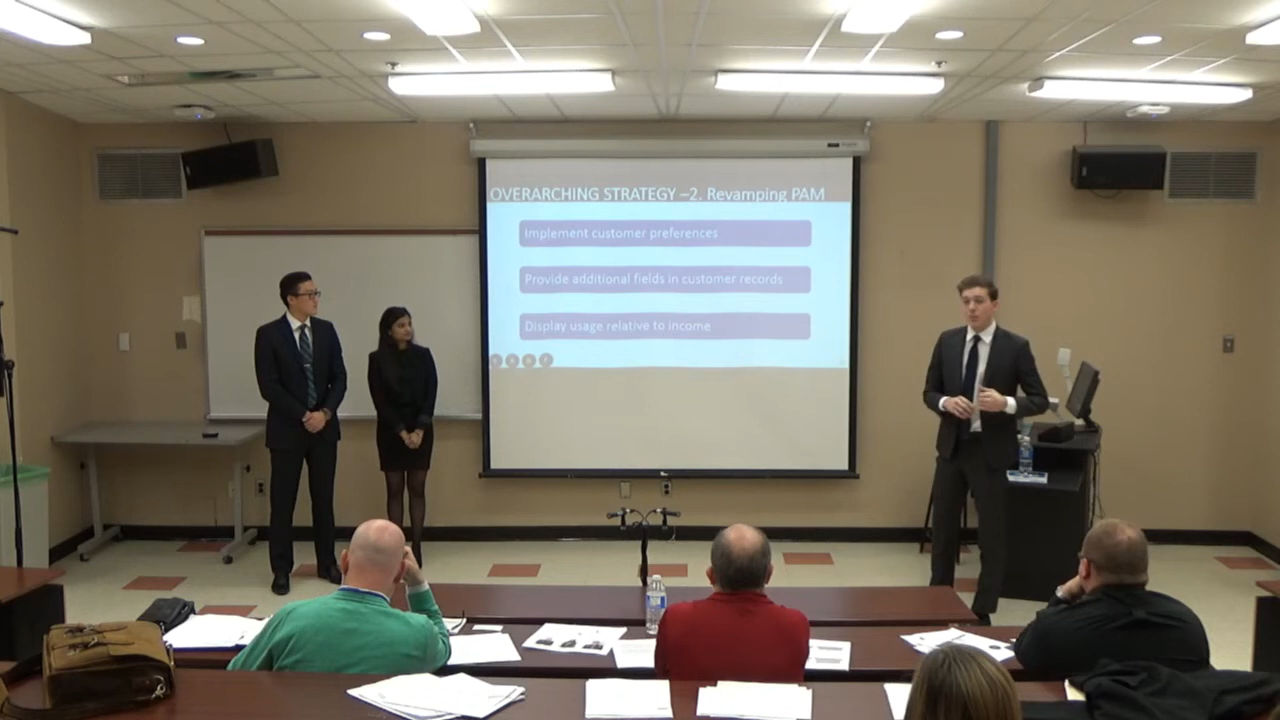 OVERARCHING STRATEGY –2. Revamping PAM
Implement customer preferences
Provide additional fields in customer records
Display usage relative to income